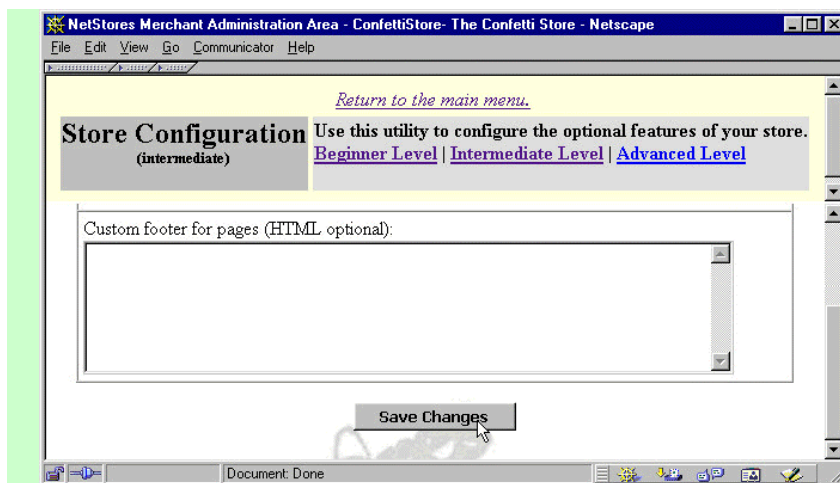 NetStores Merchant Administration Area - ConfettiStore- The Confetti Store - Netscape
File Edit View Go Communicator Help
Return to the main menu.
Store Configuration
(intermediate)
Use this utility to configure the optional features of your store.
Beginner Level | Intermediate Level | Advanced Level
Custom footer for pages (HTML optional):
Save Changes
Document: Done